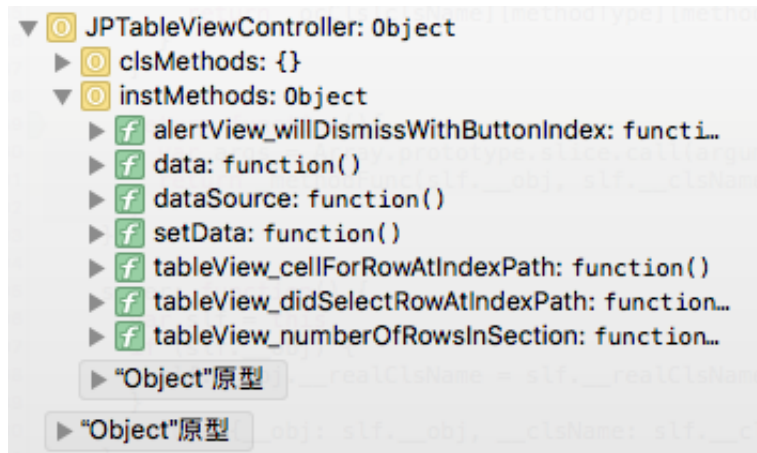 JPTableViewController: Object
clsMethods: {}
instMethods: Object
alertView_willDismissWithButtonIndex: functi…
data: function()
dataSource: function()
setData: function()
tableView_cellForRowAtIndexPath: function()
tableView_didSelectRowAtIndexPath: function…
tableView_numberOfRowsInSection: function…
“Object”原型
“Object”原型